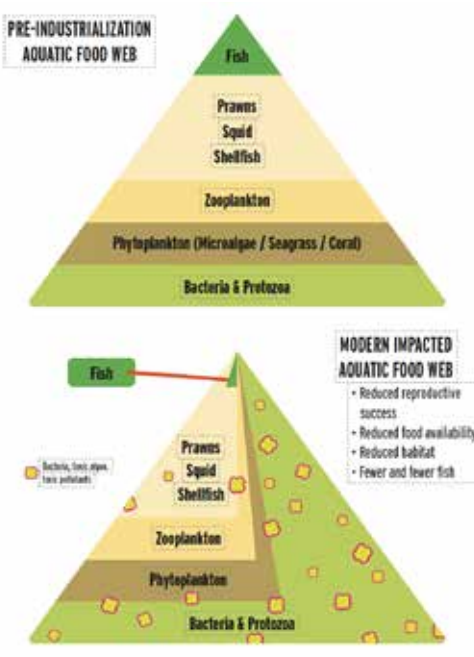 PRE-INDUSTRIALIZATION
AQUATIC FOOD WEB
Fish
Prawns
Squid
Shellfish
Zooplankton
Phytoplankton (Microalgae / Seagrass / Coral)
Bacteria & Protozoa
MODERN IMPACTED
AQUATIC FOOD WEB
• Reduced reproductive
success
• Reduced food availability
• Reduced habitat
• Fewer and fewer fish
Fish
Bacteria, toxic algae,
toxic pollutants
Prawns
Squid
Shellfish
Zooplankton
Phytoplankton
Bacteria & Protozoa